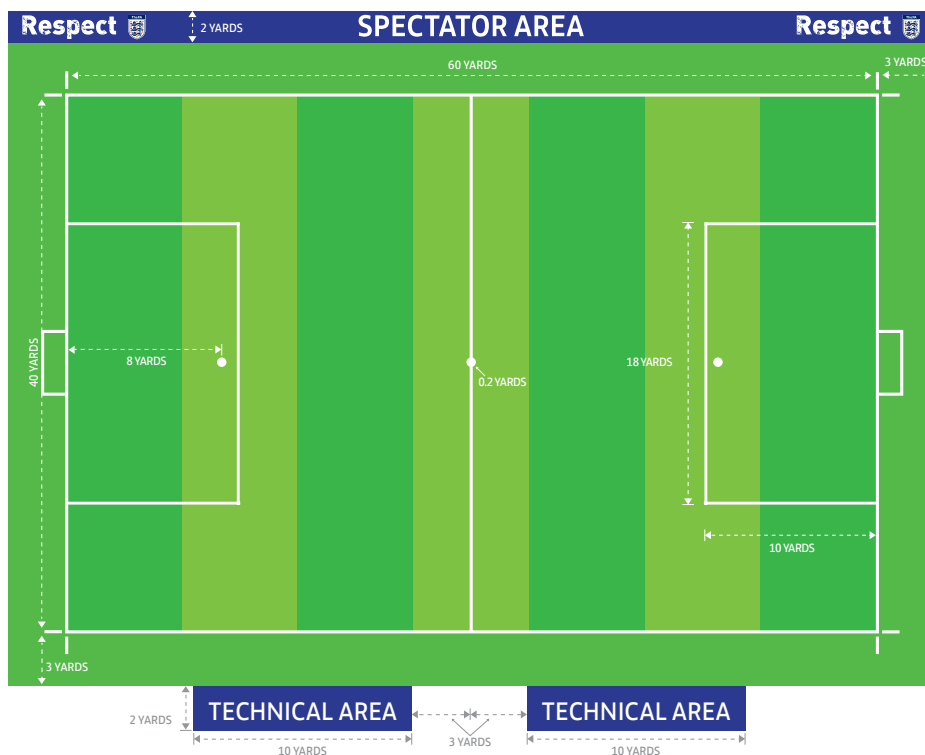 Respect
2 YARDS
SPECTATOR AREA
Respect
60 YARDS
3 YARDS
40 YARDS
8 YARDS
0.2 YARDS
18 YARDS
10 YARDS
3 YARDS
2 YARDS
TECHNICAL AREA
TECHNICAL AREA
3 YARDS
10 YARDS
10 YARDS